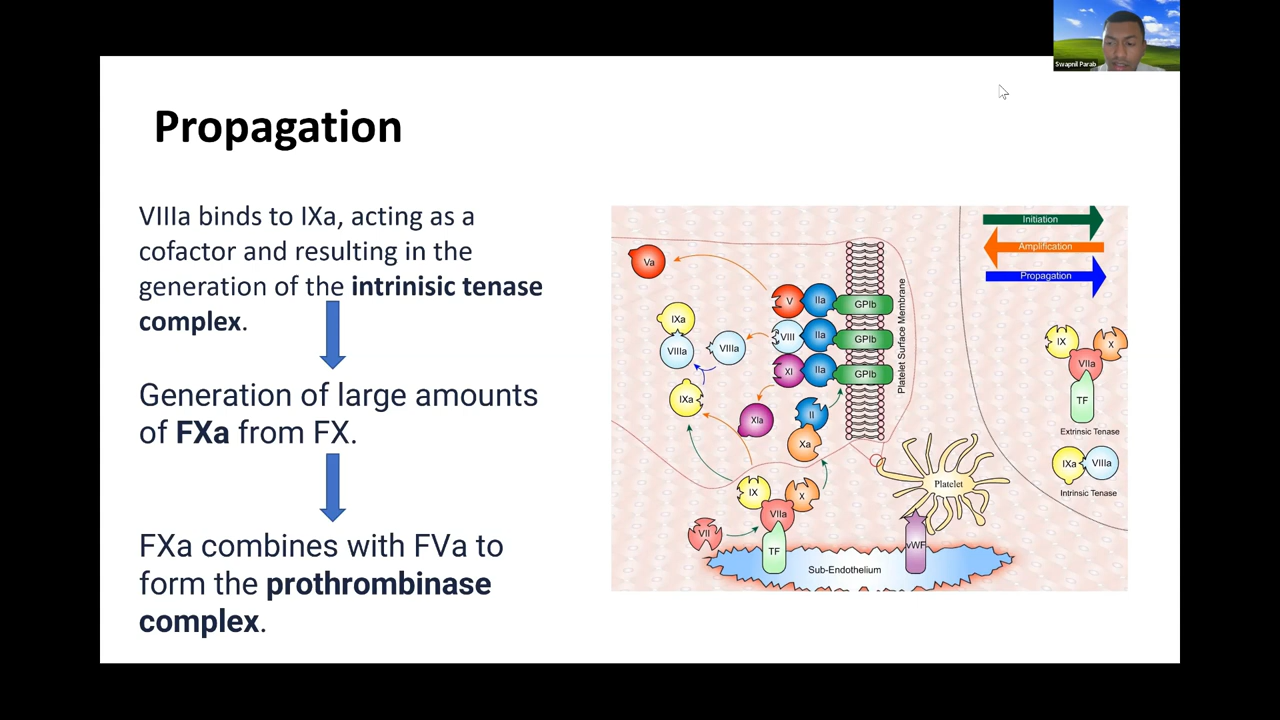 Swapnil Parab
Propagation
VIIIa binds to IXa, acting as a
cofactor and resulting in the
generation of the intrinisic tenase
complex.
Generation of large amounts
of FXa from FX.
FXa combines with FVa to
form the prothrombinase
complex.
Initiation
Amplification
Propagation
Va
V
IIa
GPIb
IXa
VIIIa
VIIIa
VIII
IIa
GPIb
XI
IIa
GPIb
Platelet Surface Membrane
IXa
XIa
II
Xa
IX
X
VIIa
TF
VII
Sub-Endothelium
vWF
Platelet
IX
X
VIIa
TF
Extrinsic Tenase
IXa
VIIIa
Intrinsic Tenase